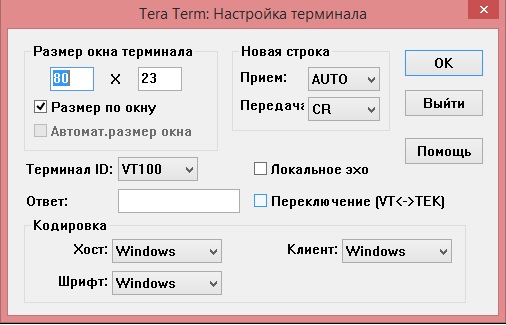 Tera Term: Настройка терминала
Размер окна терминала
80 X 23
Размер по окну
Автомат.размер окна
Новая строка
Прием: AUTO
Передача CR
OK
Выйти
Помощь
Терминал ID: VT100
Локальное эхо
Ответ:
Переключение (VT<->TEK)
Кодировка
Хост: Windows
Клиент: Windows
Шрифт: Windows